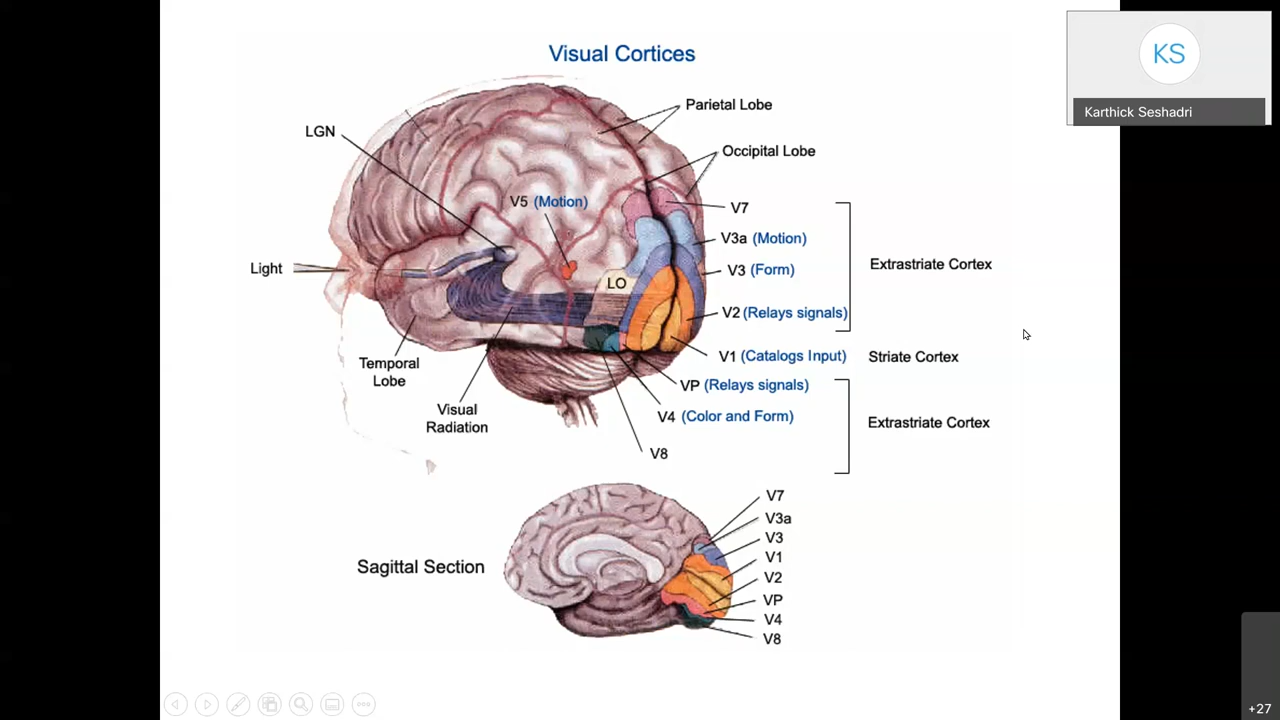 Visual Cortices
KS
Karthick Seshadri
Parietal Lobe
LGN
Occipital Lobe
V5 (Motion)
V7
V3a (Motion)
Light
V3 (Form)
Extrastriate Cortex
LO
V2 (Relays signals)
V1 (Catalogs Input)
Striate Cortex
Temporal
Lobe
VP (Relays signals)
Visual
Radiation
V4 (Color and Form)
Extrastriate Cortex
V8
Sagittal Section
V7
V3a
V3
V1
V2
VP
V4
V8
+27